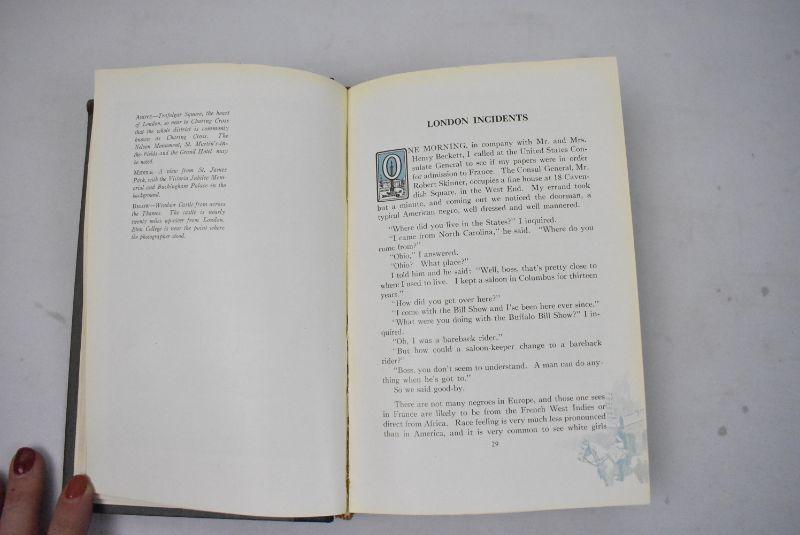 ABOVE—Trafalgar Square, the heart
of London, so near to Charing Cross
that the whole district is commonly
known as Charing Cross. The
Nelson Monument, St. Martin's-in-
the-Fields and the Grand Hotel may
be noted.
MIDDLE—A view from St. James
Park, with the Victoria Jubilee Mem-
orial and Buckingham Palace in the
background.
BELOW—Windsor Castle from across
the Thames. The castle is nearly
twenty miles up-river from London.
Eton College is near the point where
the photographer stood.
LONDON INCIDENTS
ONE MORNING, in company with Mr. and Mrs.
Henry Beckett, I called at the United States Con-
sulate General to see if my papers were in order
for admission to France. The Consul General, Mr.
Robert Skinner, occupies a fine house at 18 Caven-
dish Square, in the West End. My errand took
but a minute, and coming out we noticed the doorman, a
typical American negro, well dressed and well mannered.
"Where did you live in the States?" I inquired.
"I came from North Carolina," he said. "Where do you
come from?"
"Ohio," I answered.
"Ohio? What place?"
I told him and he said: "Well, boss, that's pretty close to
where I used to live. I kept a saloon in Columbus for thirteen
years."
"How did you get over here?"
"I come with the Bill Show and I'se been here ever since."
"What were you doing with the Buffalo Bill Show?" I in-
quired.
"Oh, I was a bareback rider."
"But how could a saloon-keeper change to a bareback
rider?"
"Boss, you don't seem to understand. A man can do any-
thing when he's got to."
So we said good-by.
There are not many negroes in Europe, and those one sees
in France are likely to be from the French West Indies or
direct from Africa. Race feeling is very much less pronounced
than in America, and it is very common to see white girls
29